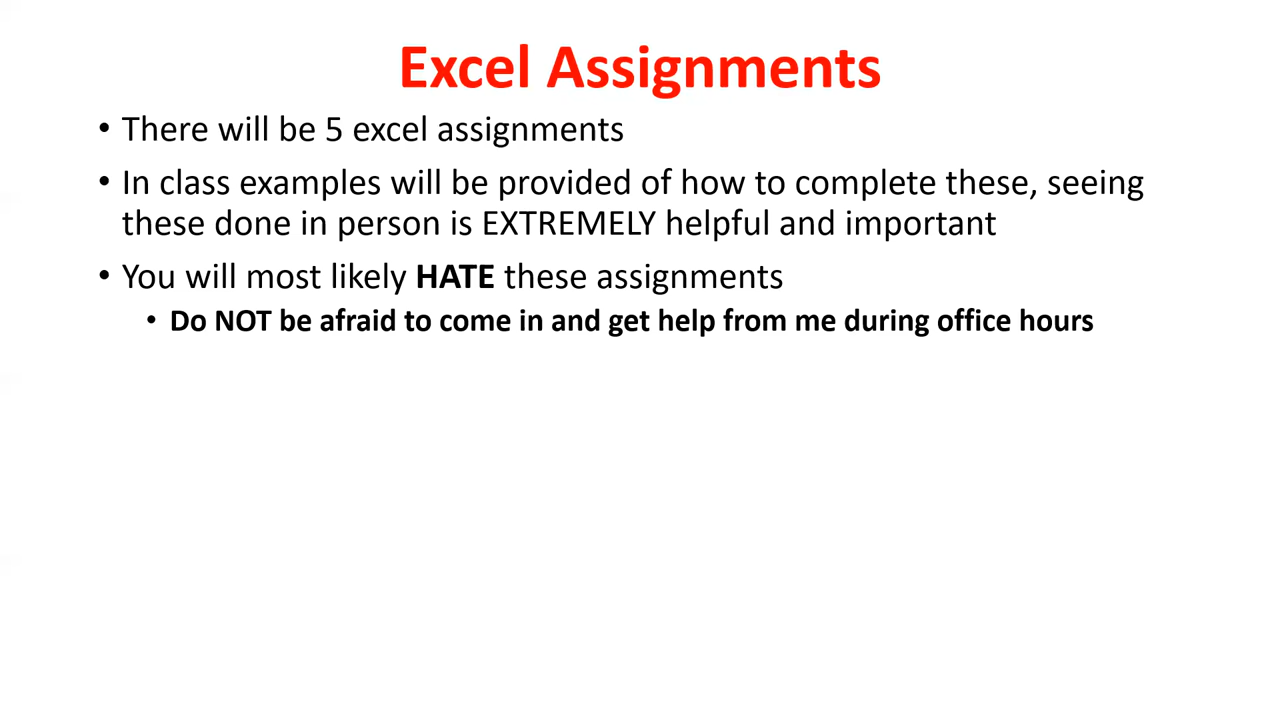 Excel Assignments
• There will be 5 excel assignments
• In class examples will be provided of how to complete these, seeing
these done in person is EXTREMELY helpful and important
• You will most likely HATE these assignments
• Do NOT be afraid to come in and get help from me during office hours